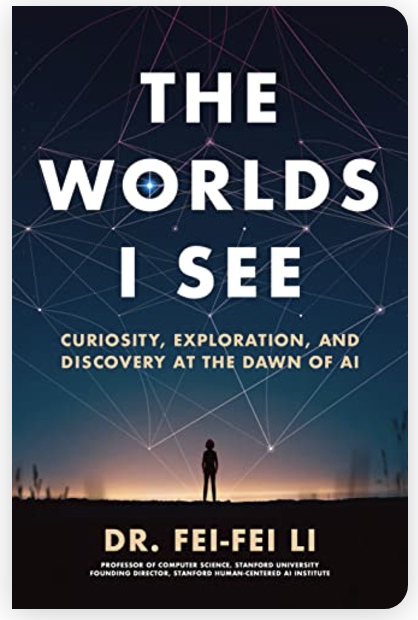 THE
WORLDS
I SEE
CURIOSITY, EXPLORATION, AND
DISCOVERY AT THE DAWN OF AI
DR. FEI-FEI LI
PROFESSOR OF COMPUTER SCIENCE, STANFORD UNIVERSITY
FOUNDING DIRECTOR, STANFORD HUMAN-CENTERED AI INSTITUTE